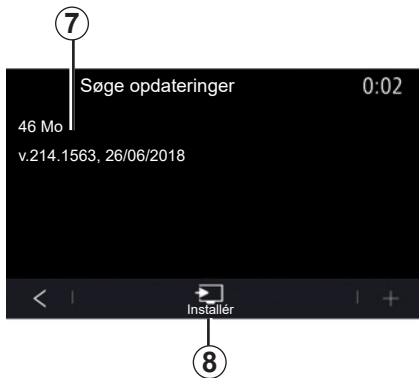 7
Søge opdateringer 0:02
46 Mo
v.214.1563, 26/06/2018
Installér
8